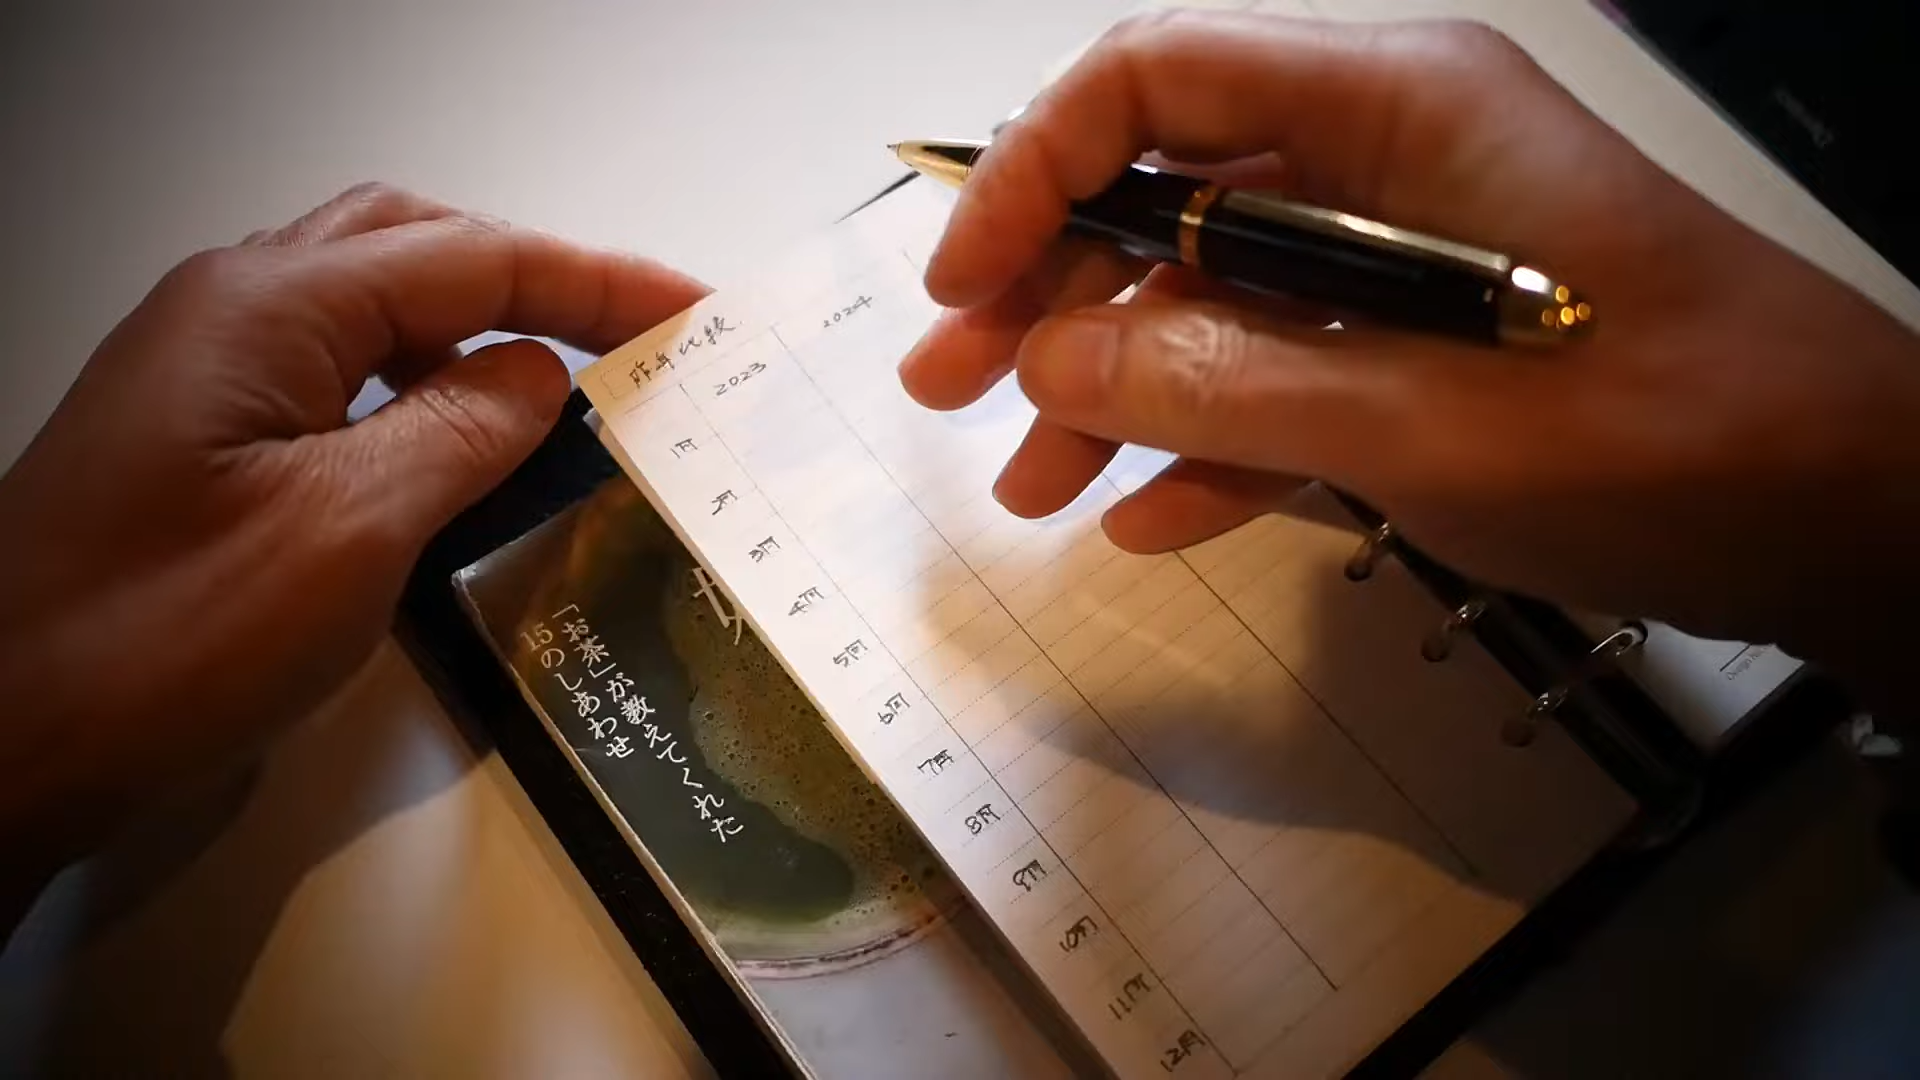 昨年比較
2023
2024
1月
2月
3月
4月
5月
6月
7月
8月
9月
10月
11月
12月
「お茶」が教えてくれた
15のしあわせ